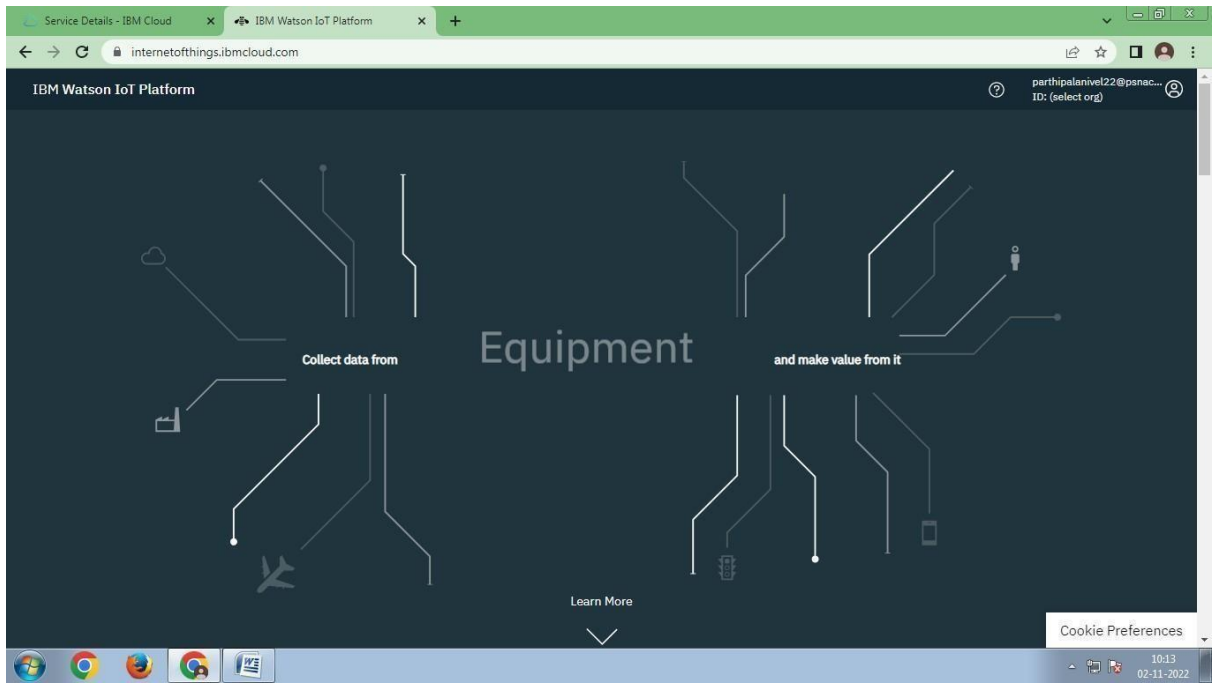 Service Details - IBM Cloud
IBM Watson IoT Platform
internetofthings.ibmcloud.com
IBM Watson IoT Platform
parthipalanivel22@psnac...
ID: (select org)
Collect data from
Equipment
and make value from it
Learn More
Cookie Preferences
10:13
02-11-2022